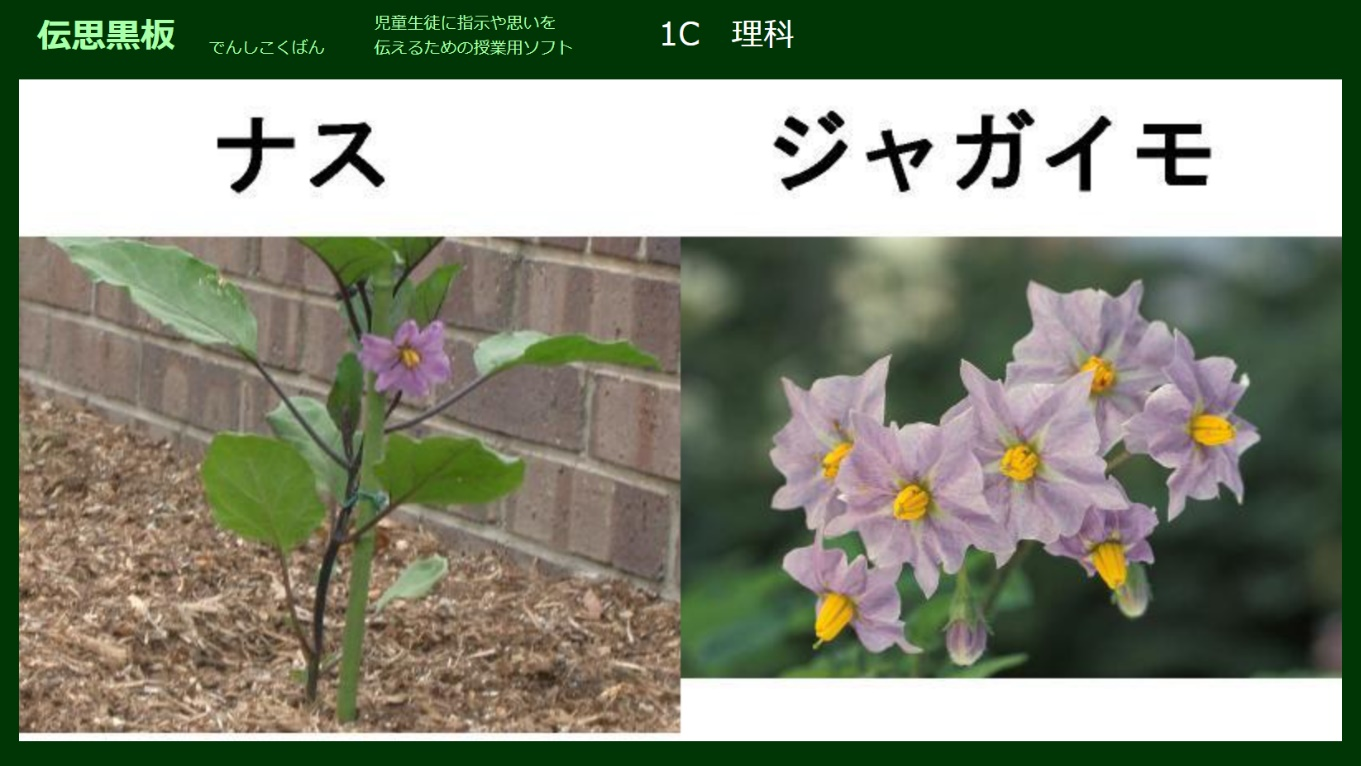 伝思黒板
でんしこくばん
児童生徒に指示や思いを
伝えるための授業用ソフト
1C　理科
ナス
ジャガイモ